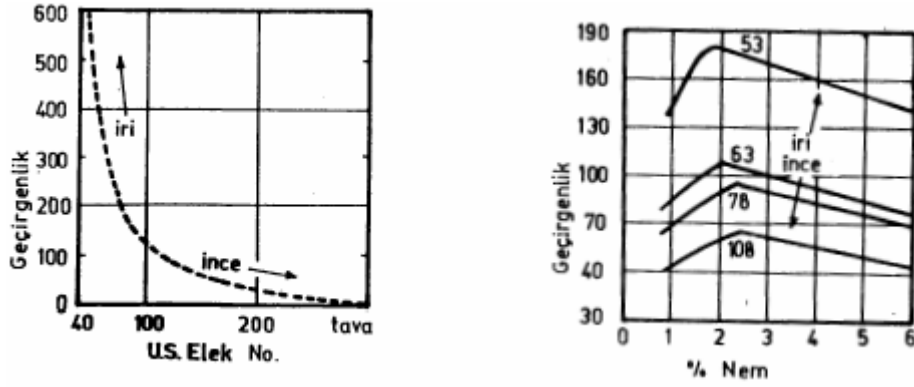 Geçirgenlik
600
500
400
300
200
100
0
iri
ince
40 100 200 tava
U.S. Elek No.
Geçirgenlik
190
160
130
100
70
40
30
53
iri
ince
63
78
108
0 1 2 3 4 5 6
% Nem